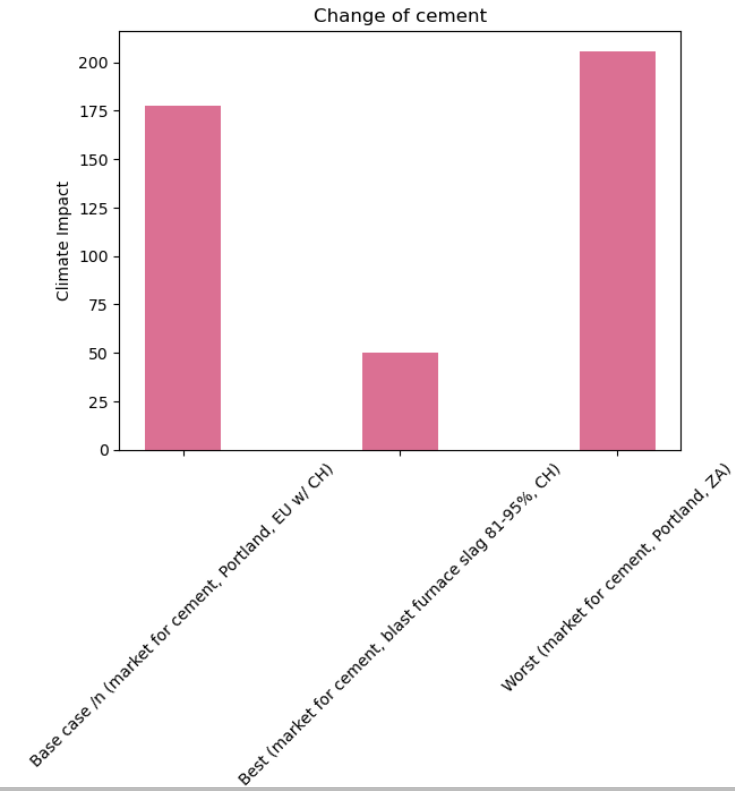 Change of cement
Climate Impact
200
175
150
125
100
75
50
25
0
Base case /n (market for cement, Portland, EU w/ CH)
Best (market for cement, blast furnace slag 81-95%, CH)
Worst (market for cement, Portland, ZA)